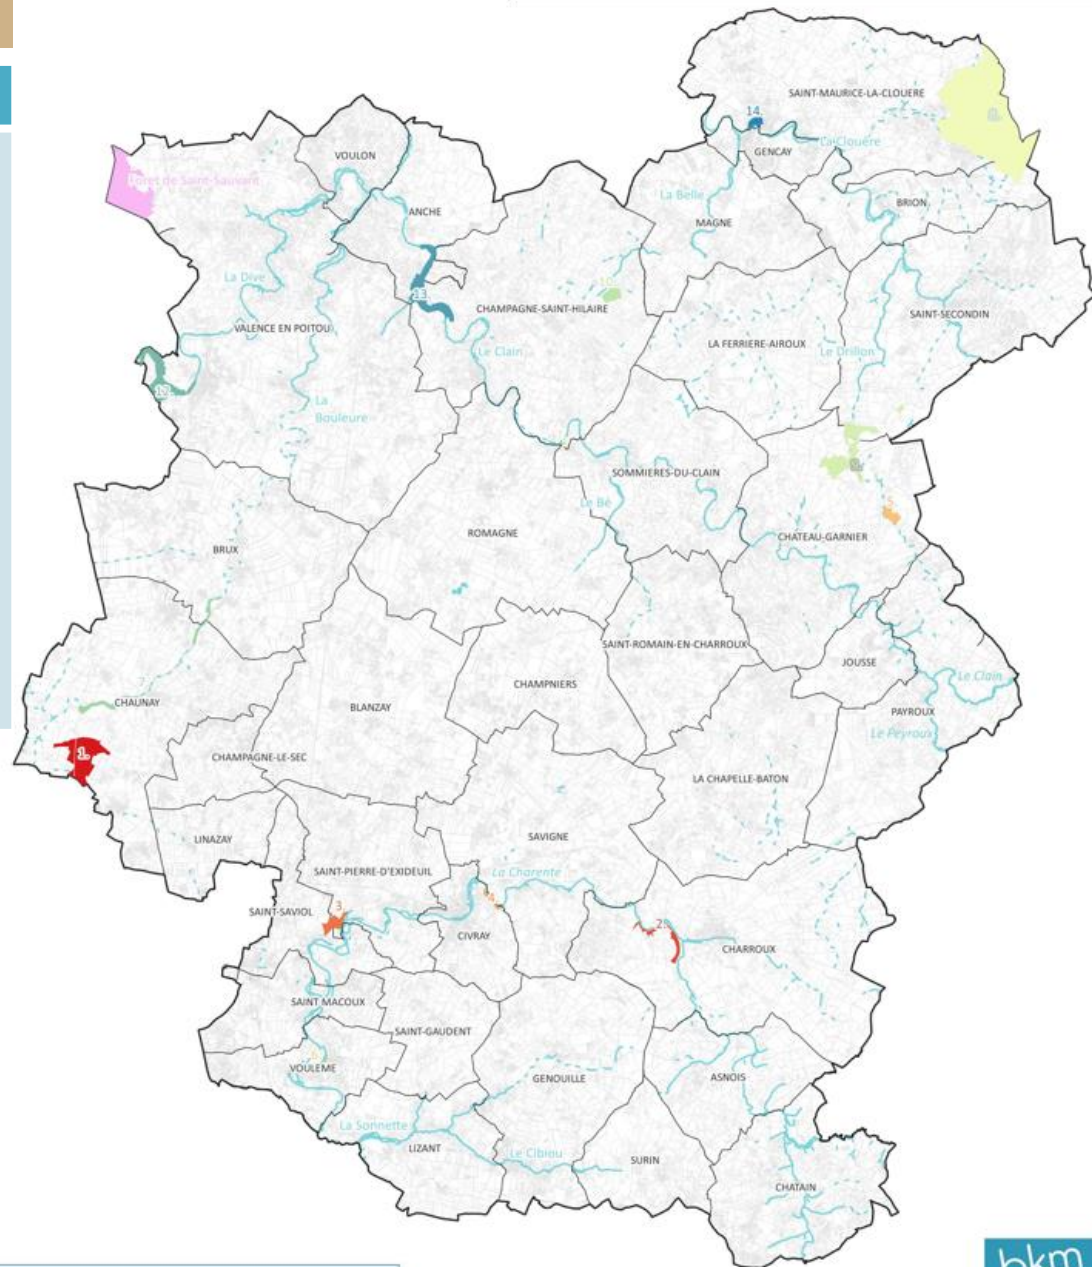 SAINT-MAURICE-LA-CLOUERE
14.
La Clouère
GENCAY
VOULON
Foret de Saint-Sauvant
La Belle
BRION
ANCHE
MAGNE
La Dive
13.
CHAMPAGNE-SAINT-HILAIRE
SAINT-SECONDIN
VALENCE EN POITOU
LA FERRIERE-AIROUX
Le Drillon
Le Clain
12.
La
Bouleure
SOMMIERES-DU-CLAIN
Le Bé
ROMAGNE
CHATEAU-GARNIER
BRUX
SAINT-ROMAIN-EN-CHARROUX
JOUSSE
Le Clain
CHAMPNIERS
7.
CHAUNAY
BLANZAY
PAYROUX
Le Payroux
1.
CHAMPAGNE-LE-SEC
LA CHAPELLE-BATON
LINAZAY
SAVIGNE
SAINT-PIERRE-D'EXIDEUIL
La Charente
3.
SAINT-SAVIOL
2.
CIVRAY
CHARROUX
SAINT MACOUX
SAINT-GAUDENT
VOULEME
GENOUILLE
ASNOIS
La Sonnette
LIZANT
Le Cibiou
SURIN
CHATAIN
bkm